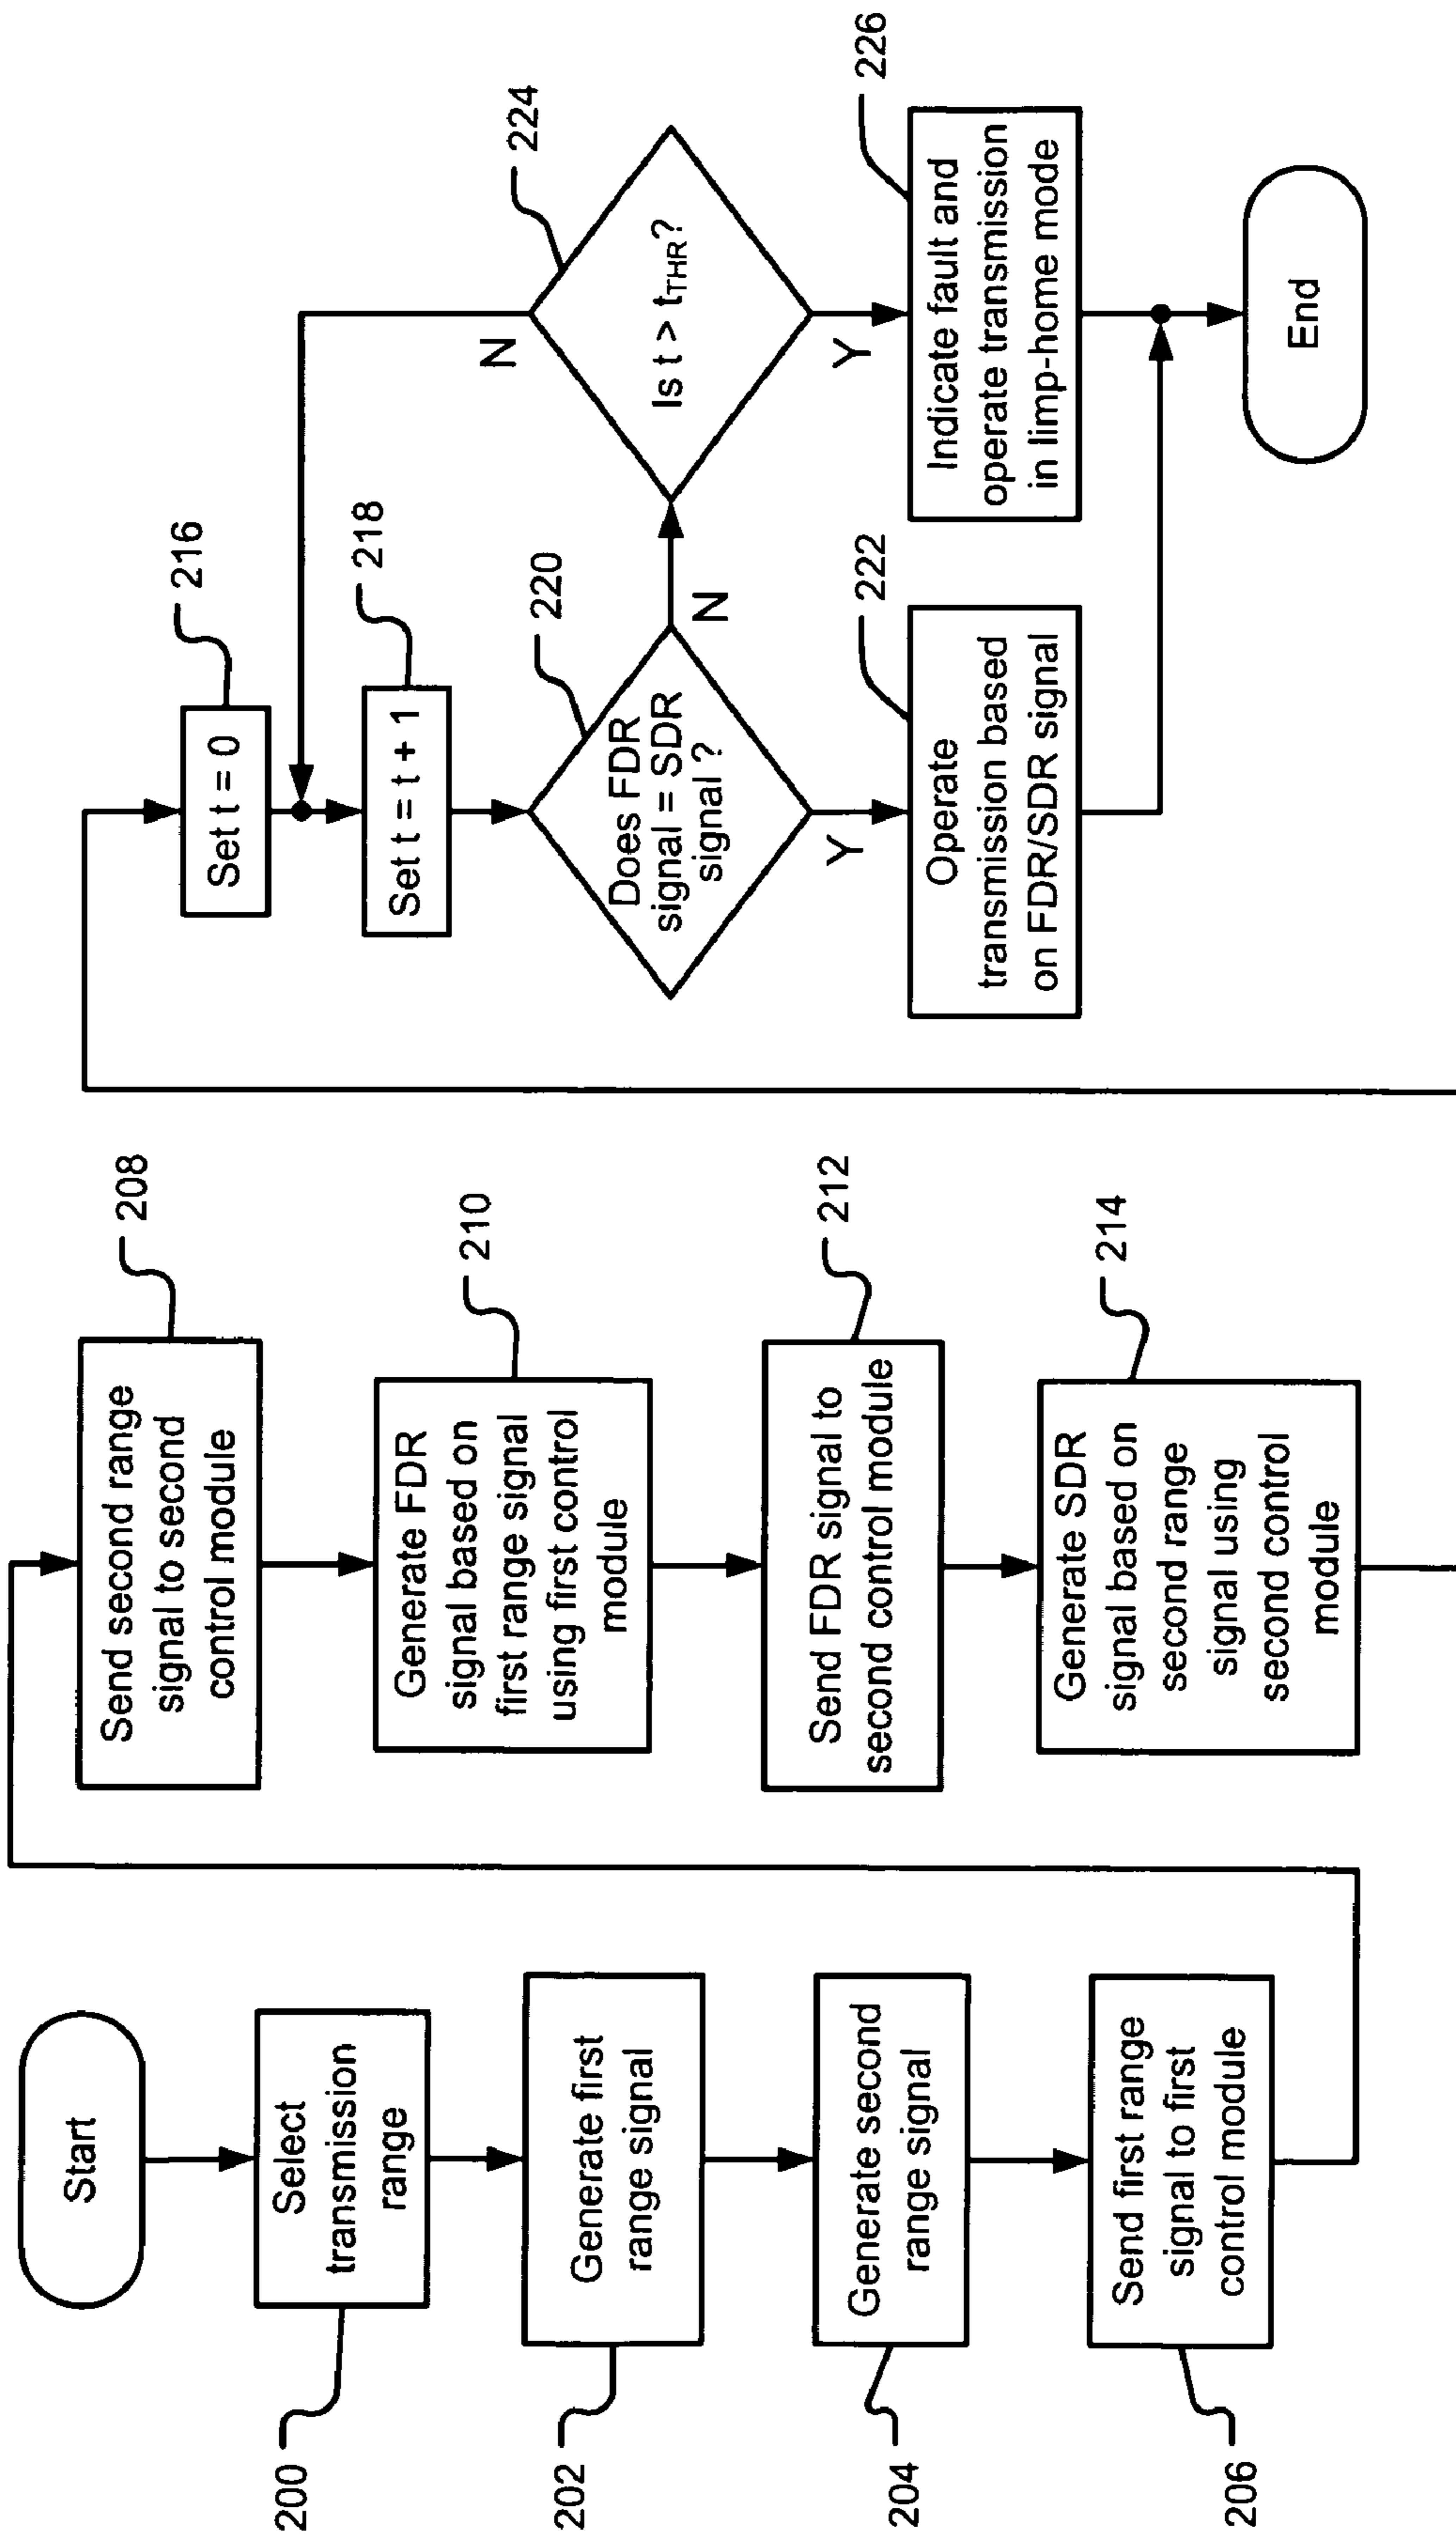 Start
200
Select
transmission
range
202
Generate first
range signal
204
Generate second
range signal
206
Send first range
signal to first
control module
208
Send second range
signal to second
control module
210
Generate FDR
signal based on
first range signal
using first control
module
212
Send FDR signal to
second control module
214
Generate SDR
signal based on
second range
signal using
second control
module
216
Set t = 0
218
Set t = t + 1
220
Does FDR
signal = SDR
signal ?
N
Y
224
Is t > tTHR?
N
Y
222
Operate
transmission based
on FDR/SDR signal
226
Indicate fault and
operate transmission
in limp-home mode
End